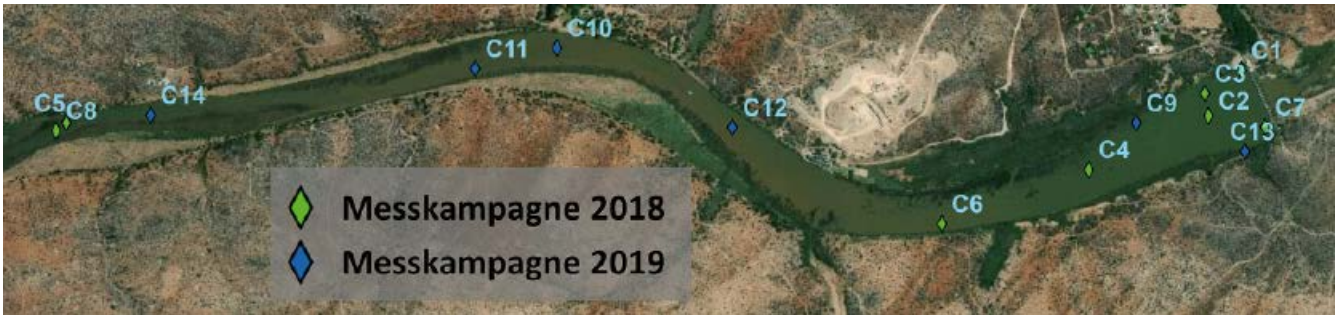 C10
C1
C11
C3
C5
C8
C14
C2
C12
C9
C7
C13
C4
C6
Messkampagne 2018
Messkampagne 2019